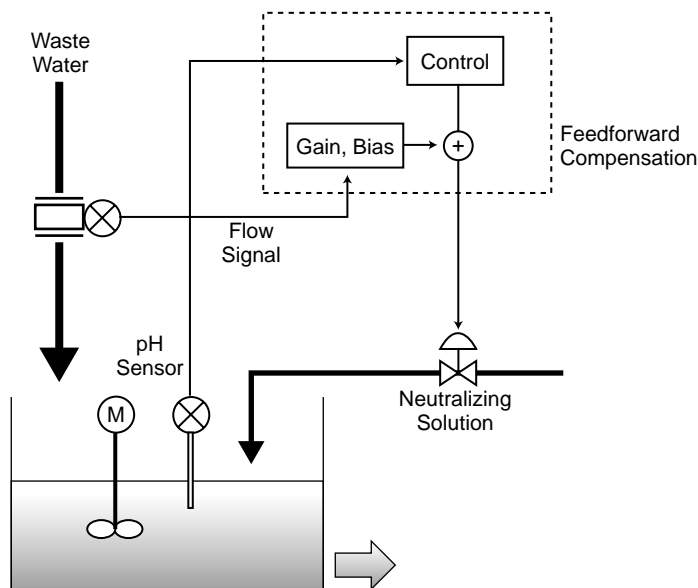 Waste
Water
Control
Gain, Bias
+
Feedforward
Compensation
Flow
Signal
pH
Sensor
M
Neutralizing
Solution